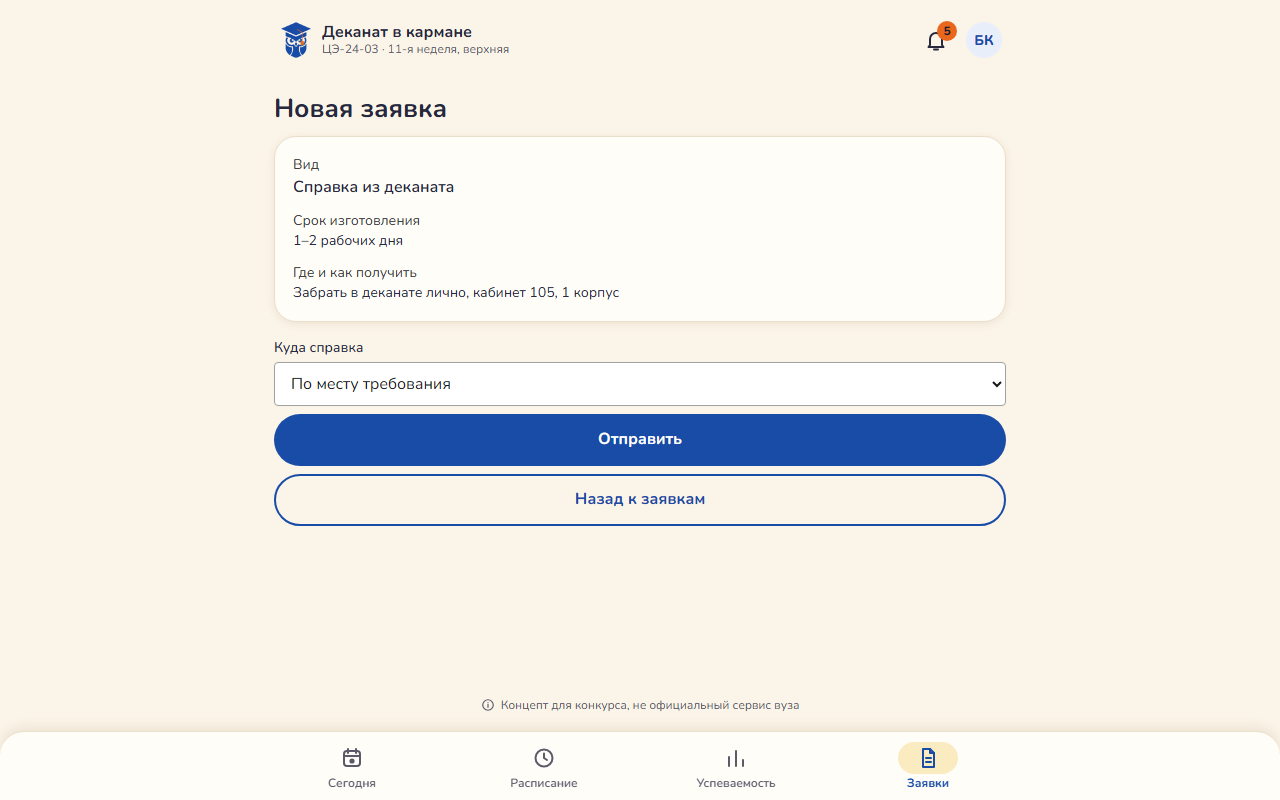 Деканат в кармане
ЦЭ-24-03 · 11-я неделя, верхняя
5
БК
Новая заявка
Вид
Справка из деканата
Срок изготовления
1–2 рабочих дня
Где и как получить
Забрать в деканате лично, кабинет 105, 1 корпус
Куда справка
По месту требования
Отправить
Назад к заявкам
Концепт для конкурса, не официальный сервис вуза
Сегодня
Расписание
Успеваемость
Заявки